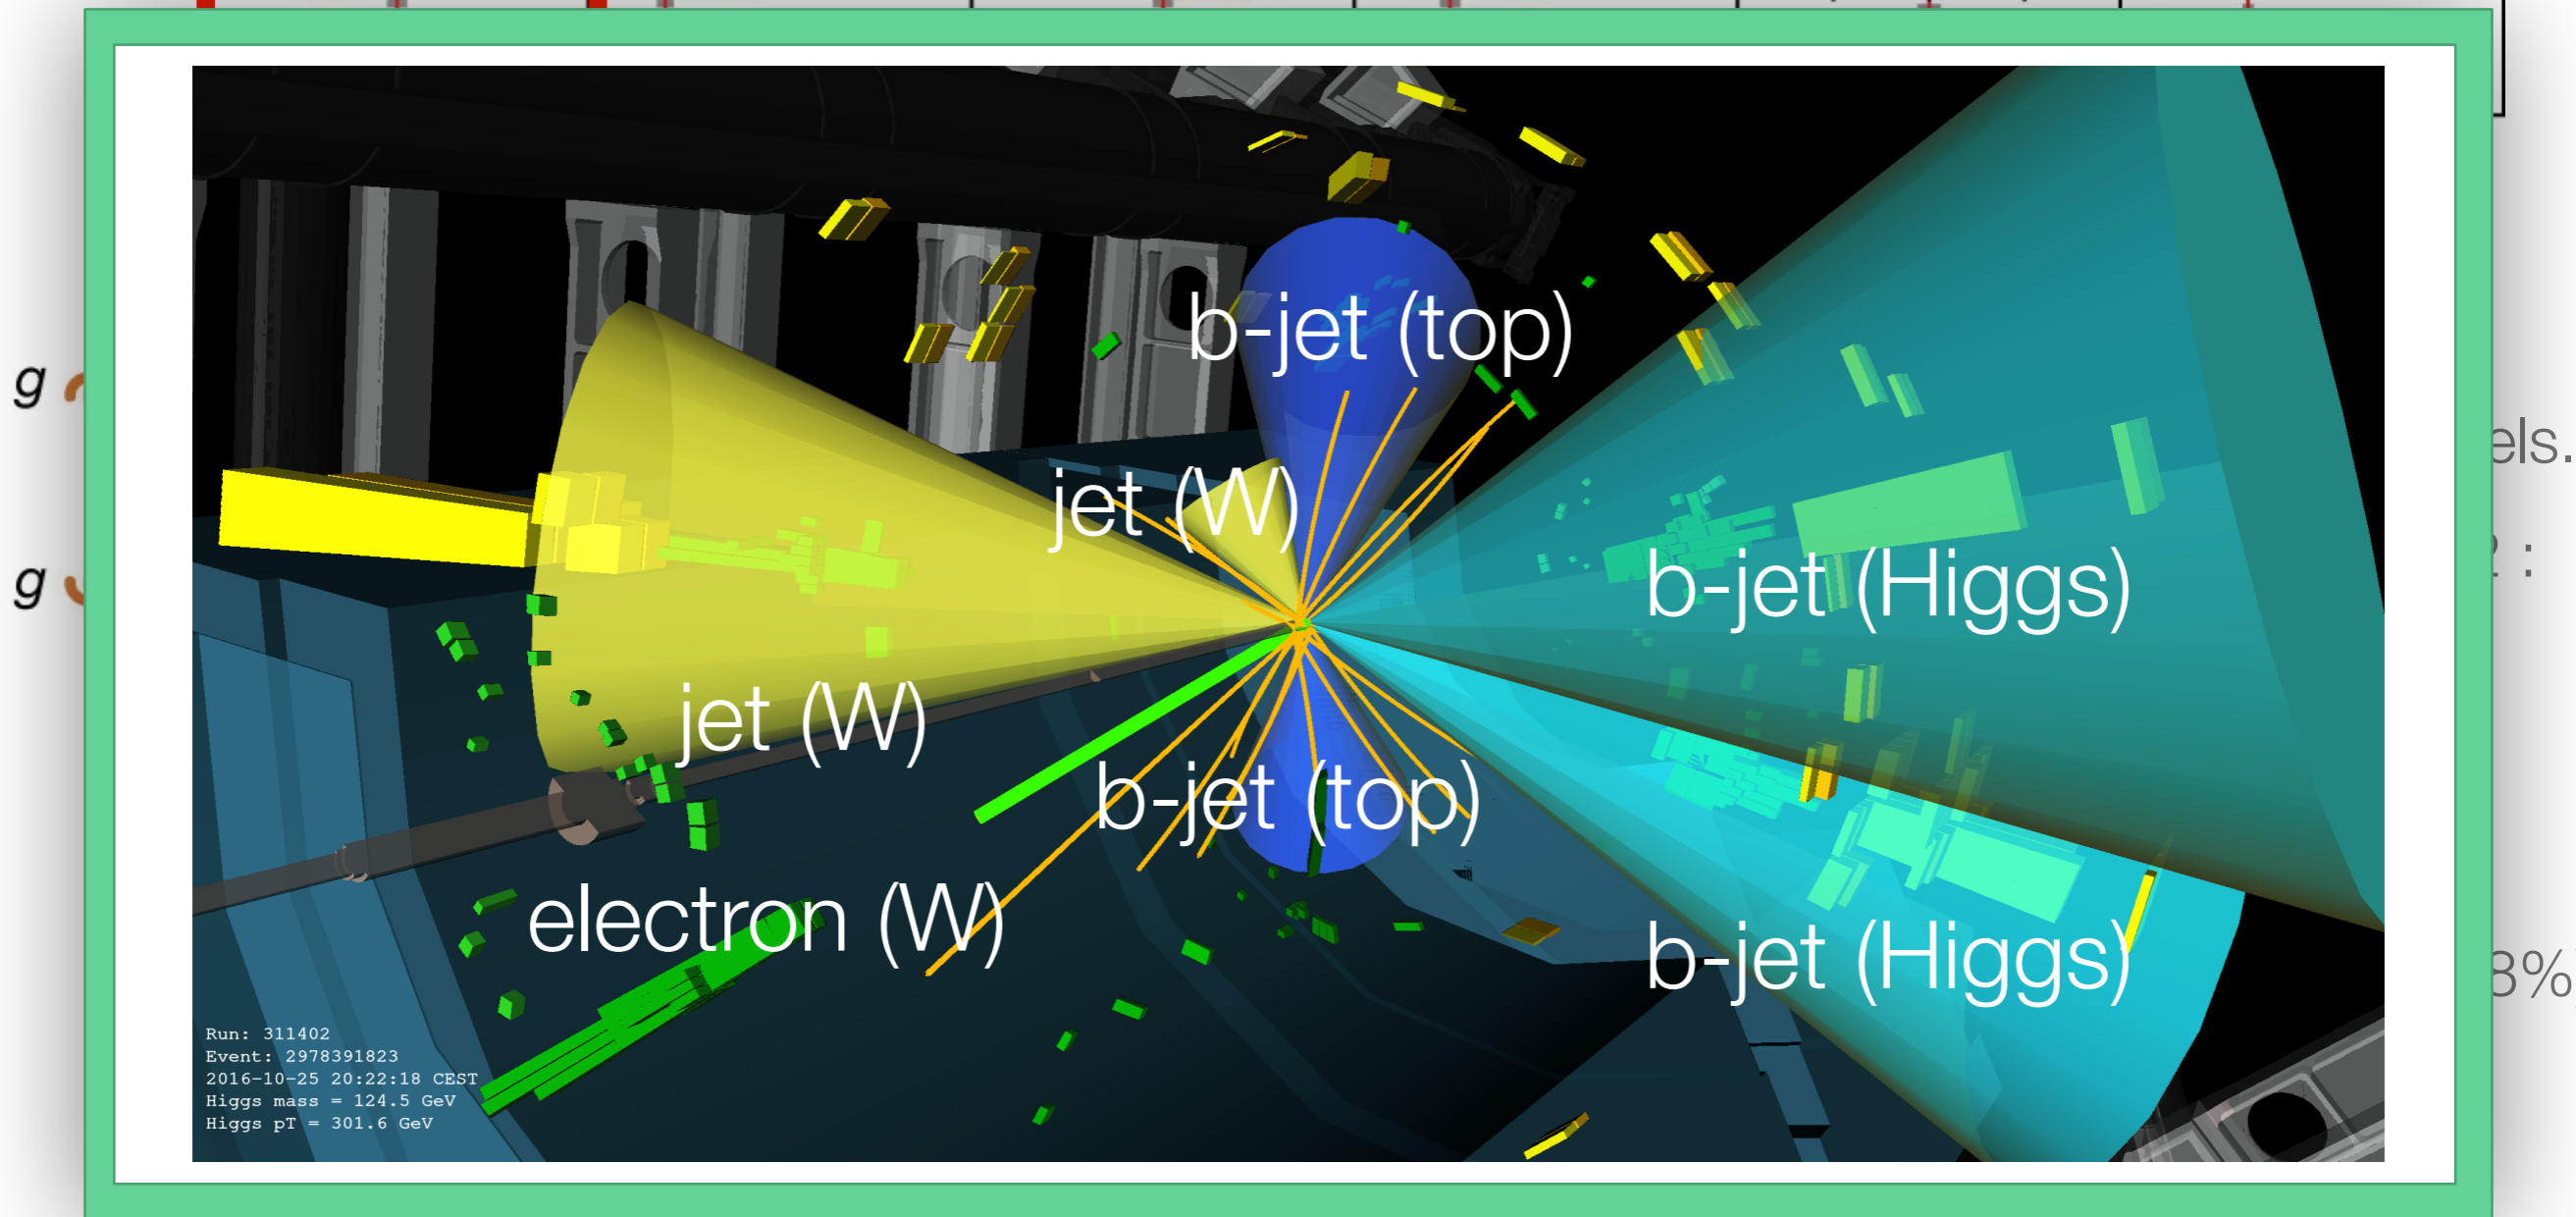 b-jet (top)
g
els.
jet (W)
b-jet (Higgs)
g
jet (W)
b-jet (top)
electron (W)
b-jet (Higgs)
3%
Run: 311402
Event: 2978391823
2016-10-25 20:22:18 CEST
Higgs mass = 124.5 GeV
Higgs pT = 301.6 GeV